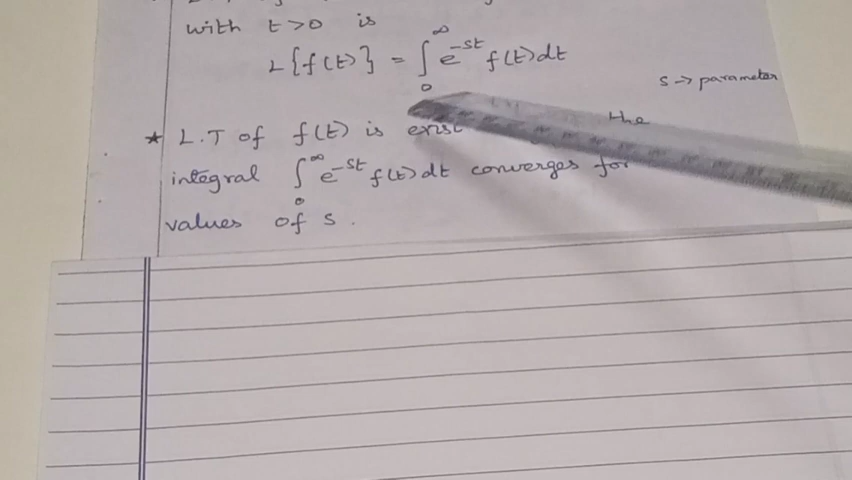 with t>0 is
L{f(t)} = ∫₀^∞ e^-st f(t)dt
s → parameter
* L.T of f(t) is exist the
integral ∫₀^∞ e^-st f(t)dt converges for
values of s.